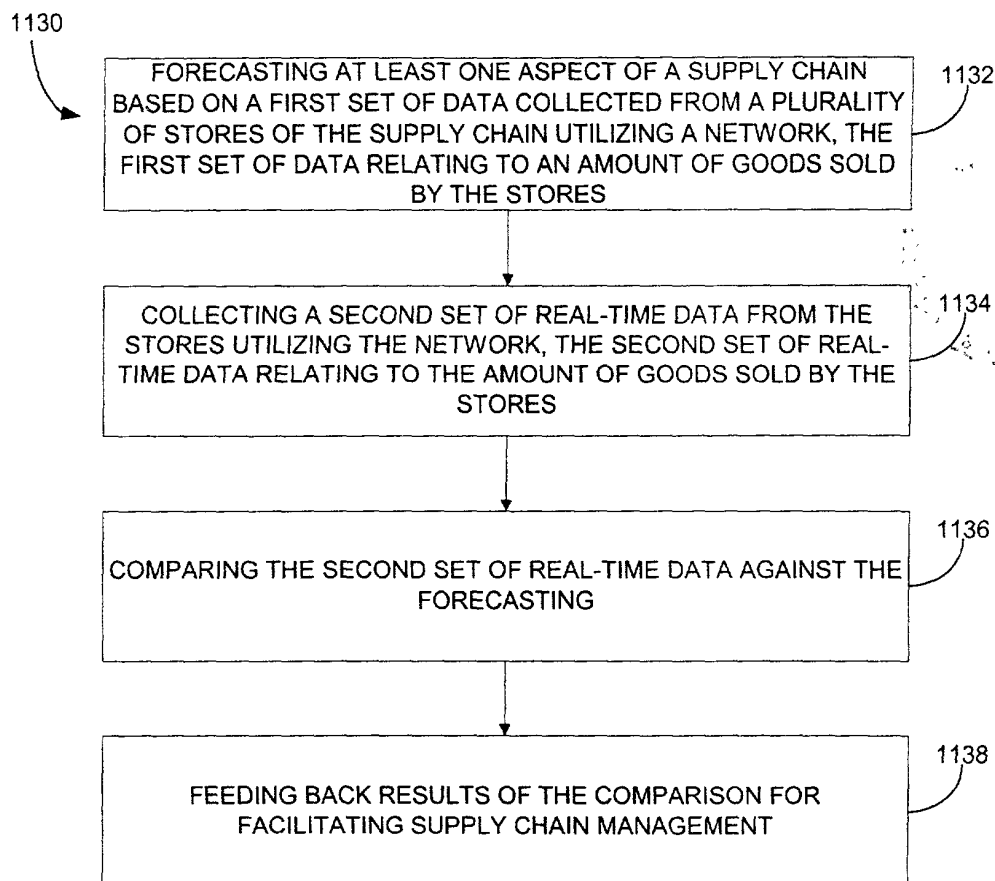 1130
FORECASTING AT LEAST ONE ASPECT OF A SUPPLY CHAIN
BASED ON A FIRST SET OF DATA COLLECTED FROM A PLURALITY
OF STORES OF THE SUPPLY CHAIN UTILIZING A NETWORK, THE
FIRST SET OF DATA RELATING TO AN AMOUNT OF GOODS SOLD
BY THE STORES
1132
COLLECTING A SECOND SET OF REAL-TIME DATA FROM THE
STORES UTILIZING THE NETWORK, THE SECOND SET OF REAL-
TIME DATA RELATING TO THE AMOUNT OF GOODS SOLD BY THE
STORES
1134
COMPARING THE SECOND SET OF REAL-TIME DATA AGAINST THE
FORECASTING
1136
FEEDING BACK RESULTS OF THE COMPARISON FOR
FACILITATING SUPPLY CHAIN MANAGEMENT
1138